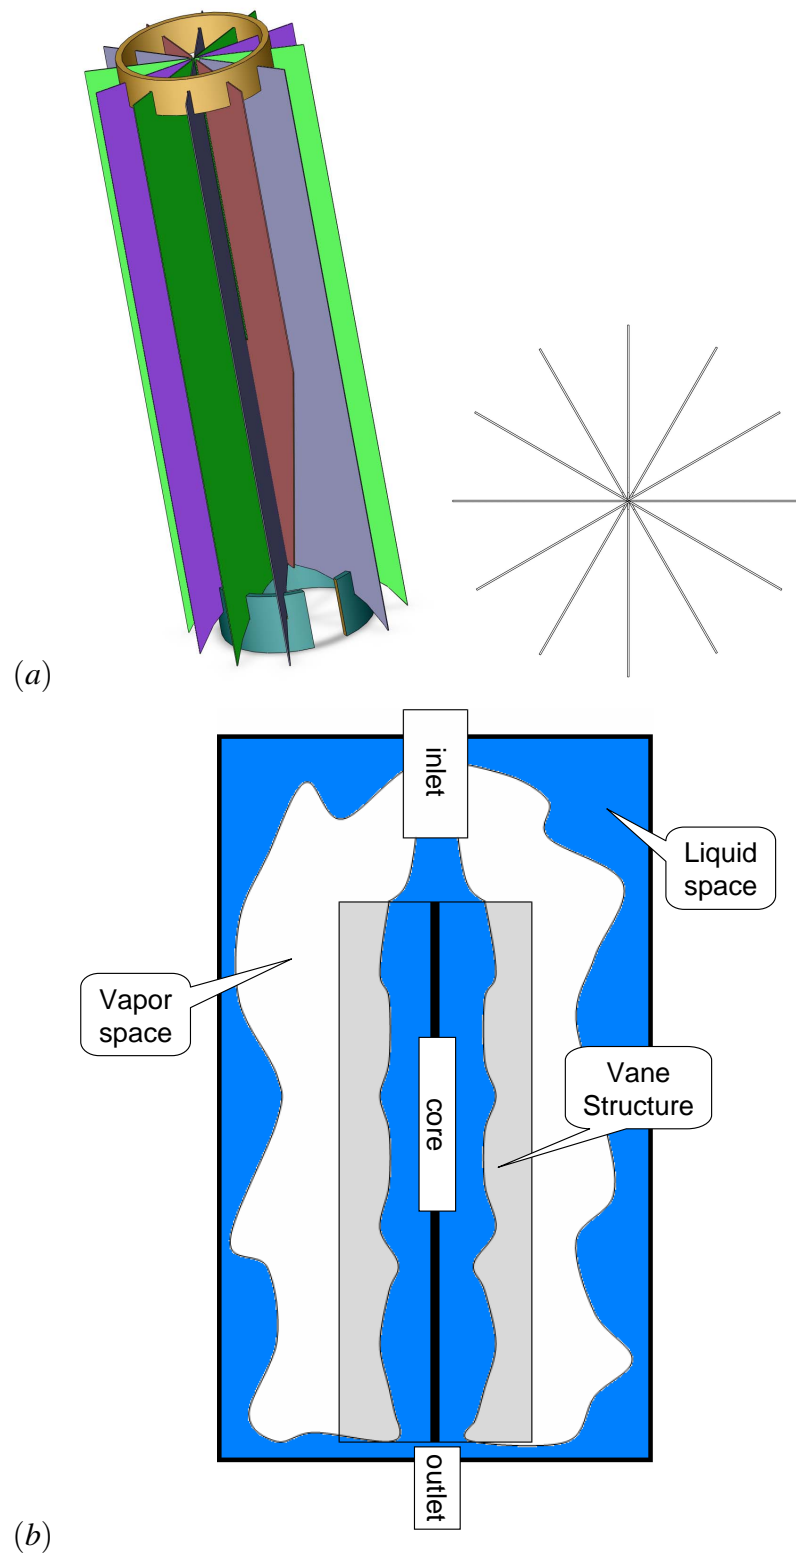 (a)
inlet
Liquid
space
Vapor
space
Vane
Structure
core
outlet
(b)